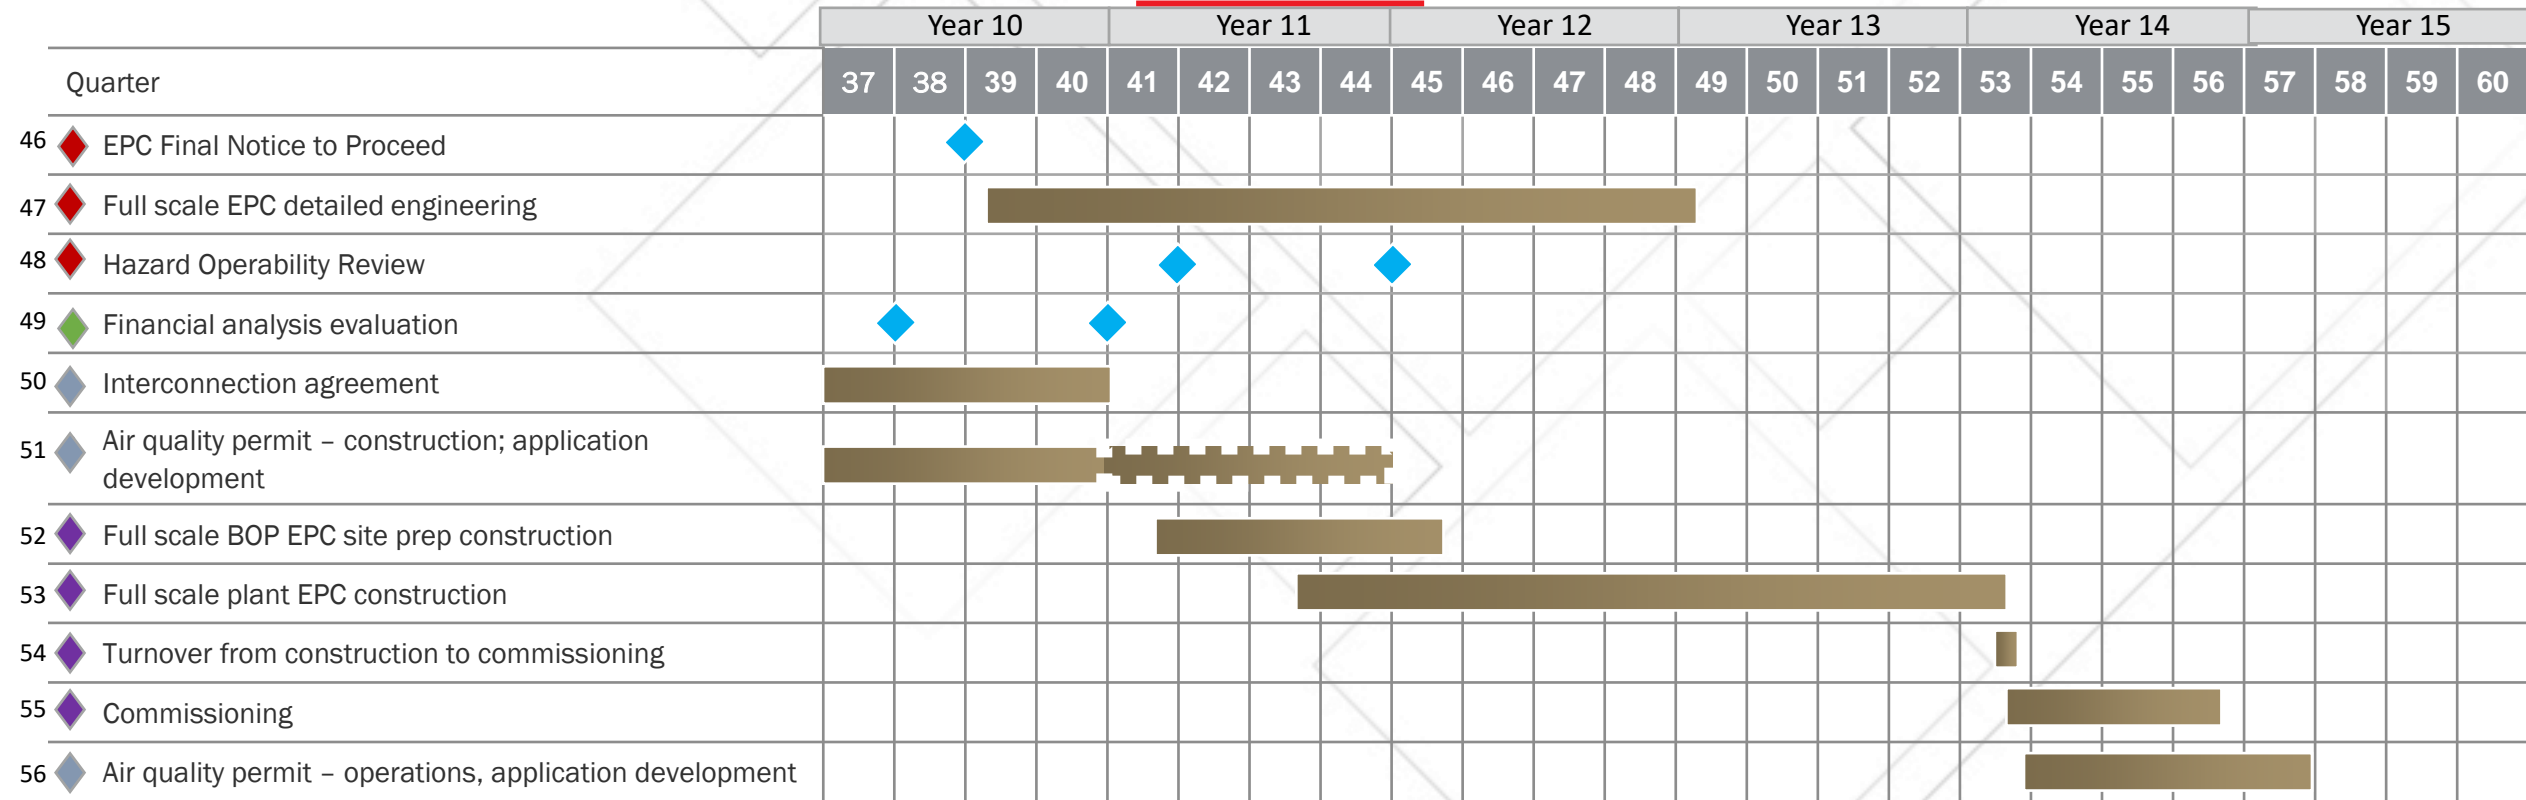 Year 10 Year 11 Year 12 Year 13 Year 14 Year 15
Quarter 37 38 39 40 41 42 43 44 45 46 47 48 49 50 51 52 53 54 55 56 57 58 59 60
46 EPC Final Notice to Proceed
47 Full scale EPC detailed engineering
48 Hazard Operability Review
49 Financial analysis evaluation
50 Interconnection agreement
51 Air quality permit – construction; application
development
52 Full scale BOP EPC site prep construction
53 Full scale plant EPC construction
54 Turnover from construction to commissioning
55 Commissioning
56 Air quality permit – operations, application development